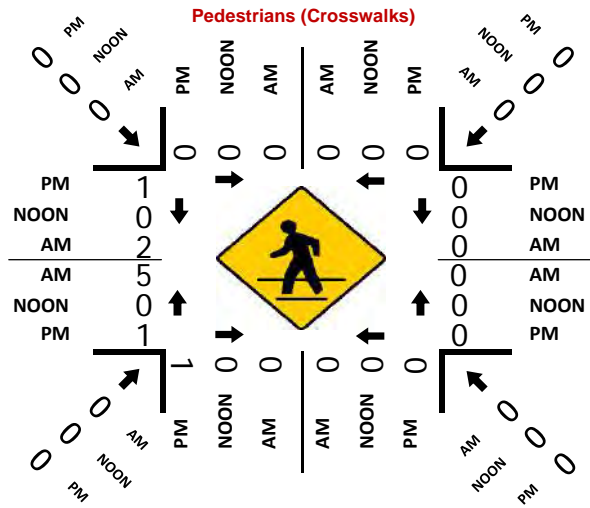 Pedestrians (Crosswalks)
0 PM
0 NOON
0 AM
PM NOON AM AM NOON PM
PM 0
NOON 0
AM 0
0 0 0 0 0 0
PM 1 0 PM
NOON 0 0 NOON
AM 2 0 AM
AM 5 0 AM
NOON 0 0 NOON
PM 1 0 PM
1 0 0 0 0 0
PM NOON AM AM NOON PM
0 AM
0 NOON
0 PM
AM 0
NOON 0
PM 0